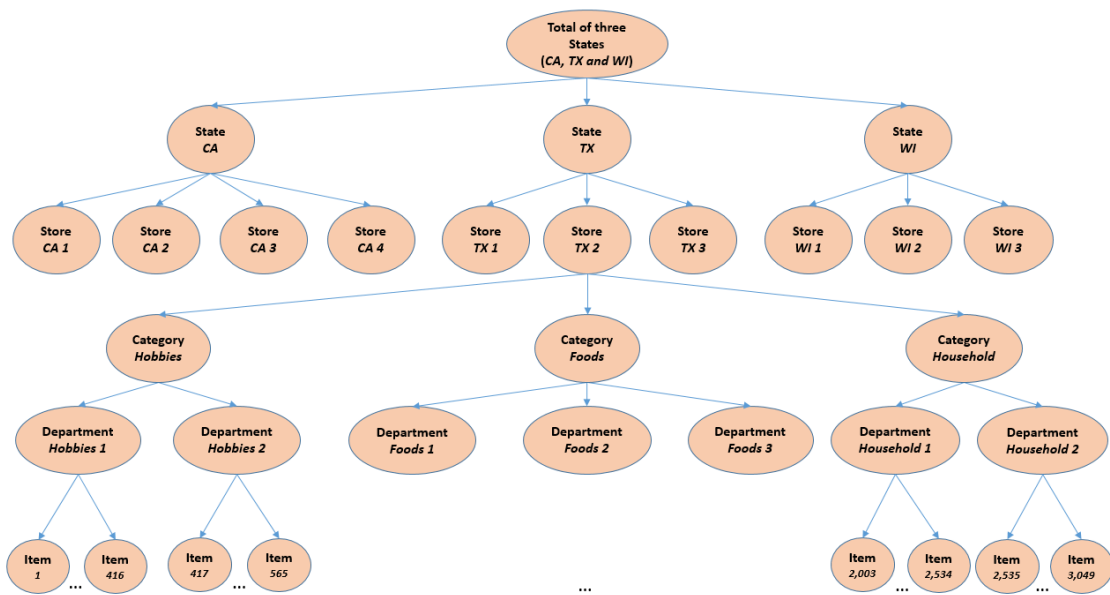 Total of three
States
(CA, TX and WI)
State
CA
State
TX
State
WI
Store
CA 1
Store
CA 2
Store
CA 3
Store
CA 4
Store
TX 1
Store
TX 2
Store
TX 3
Store
WI 1
Store
WI 2
Store
WI 3
Category
Hobbies
Category
Foods
Category
Household
Department
Hobbies 1
Department
Hobbies 2
Department
Foods 1
Department
Foods 2
Department
Foods 3
Department
Household 1
Department
Household 2
Item
1
...
Item
416
Item
417
...
Item
565
...
Item
2,003
...
Item
2,534
Item
2,535
...
Item
3,049